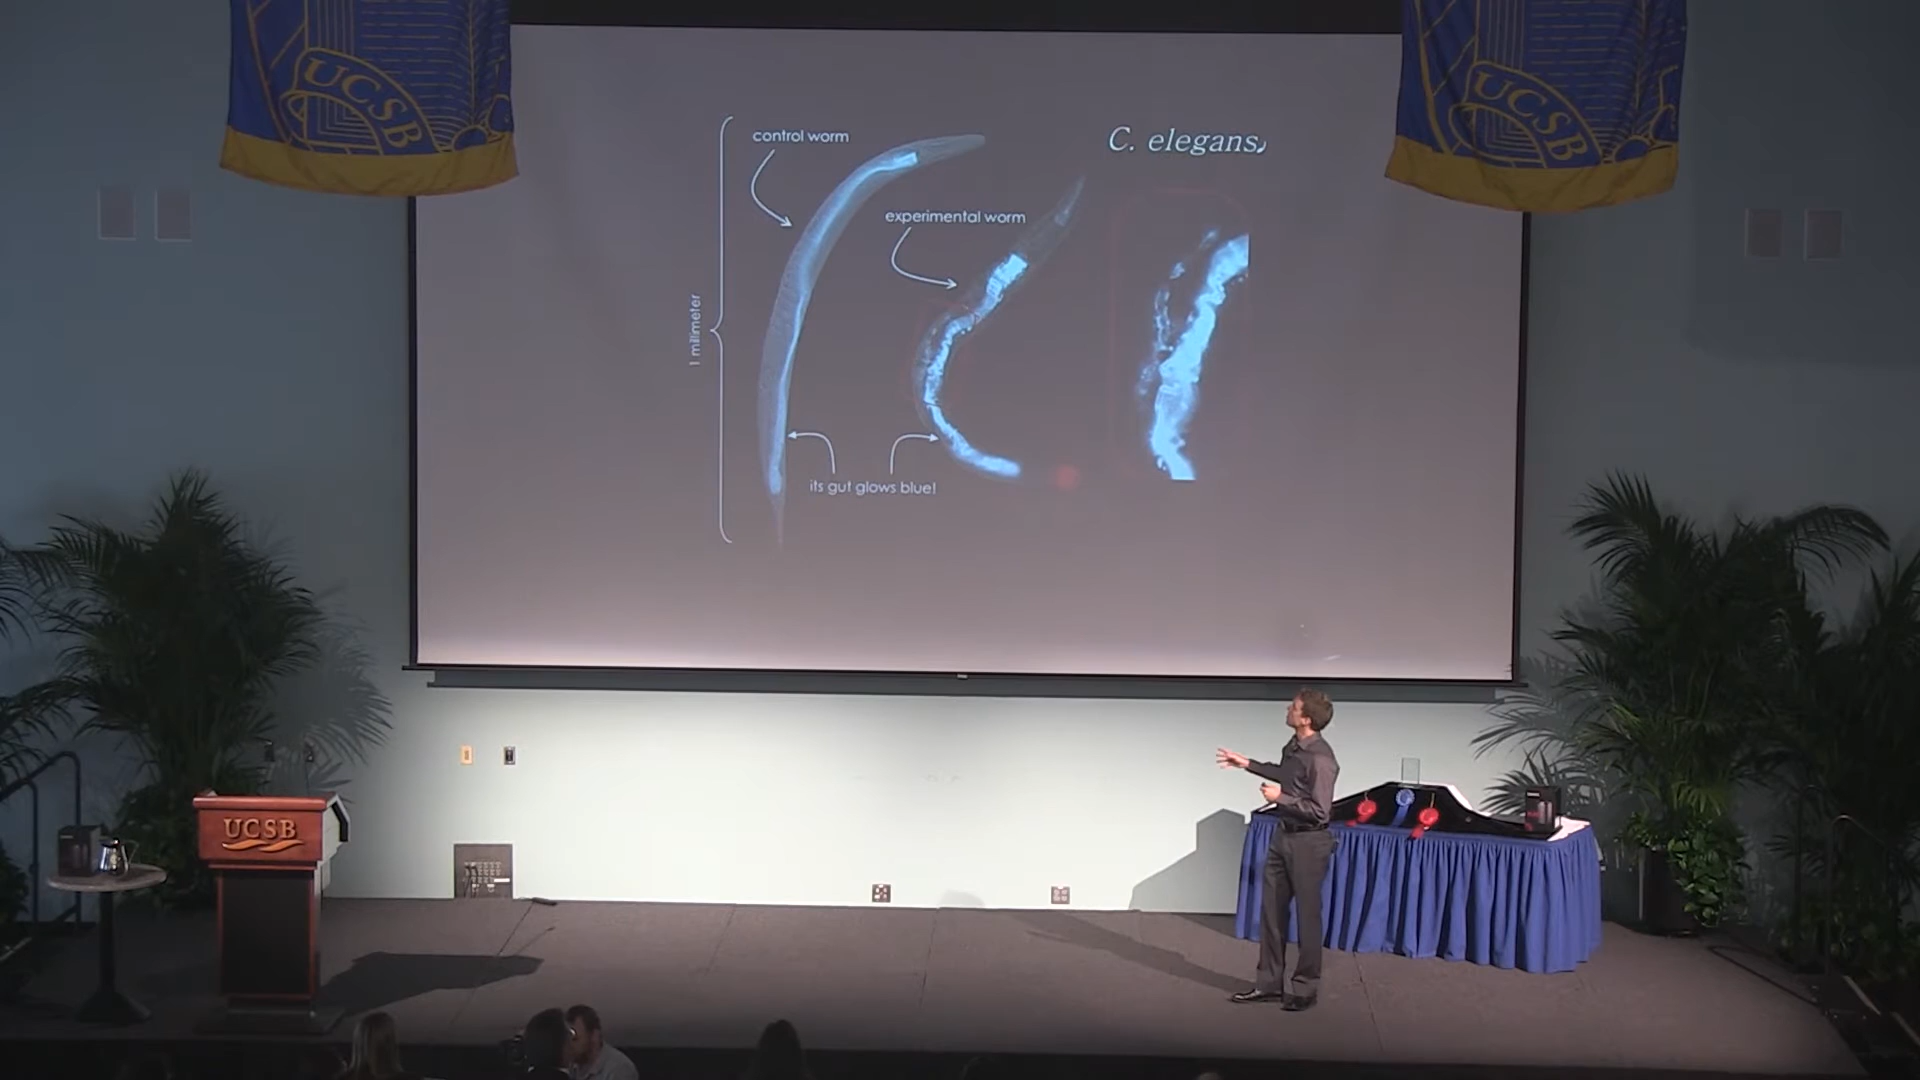 UCSB
UCSB
control worm
C. elegans
experimental worm
1 millimeter
its gut glows blue!
UCSB